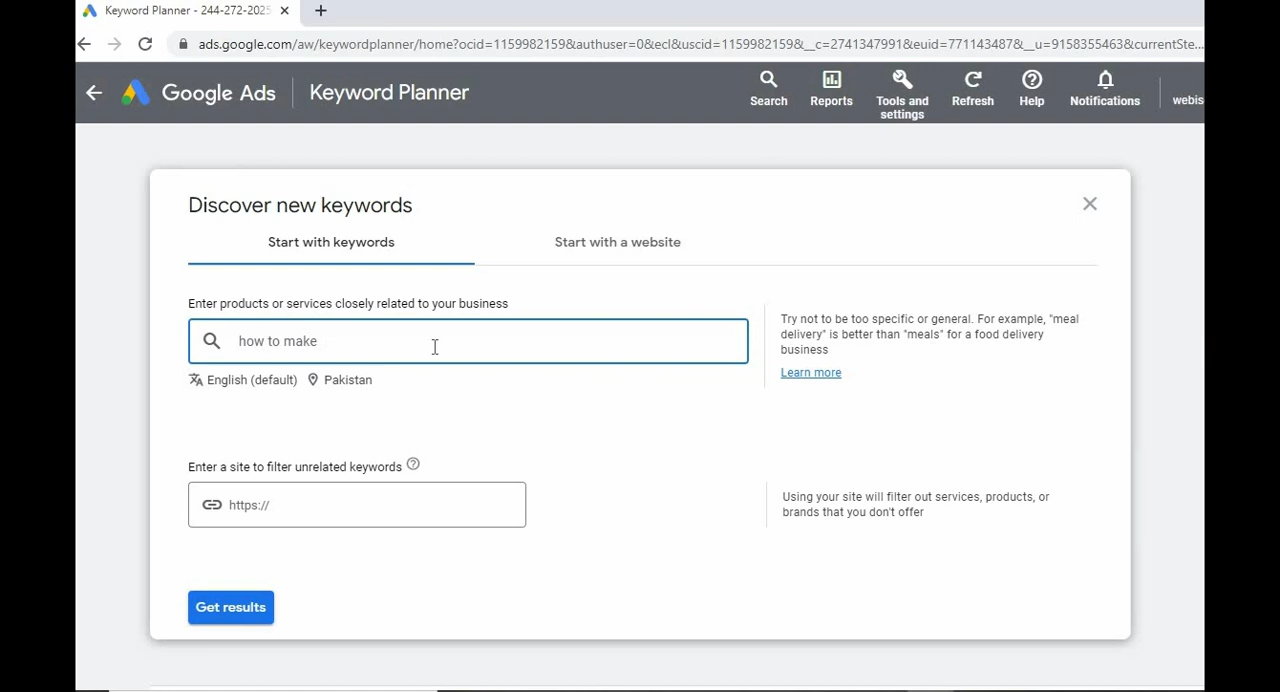 Keyword Planner - 244-272-2025
ads.google.com/aw/keywordplanner/home?ocid=1159982159&authuser=0&ecl&uscid=1159982159&__c=2741347991&euid=771143487&__u=9158355463&currentSte...
Google Ads
Keyword Planner
Search
Reports
Tools and
settings
Refresh
Help
Notifications
webis
Discover new keywords
Start with keywords
Start with a website
Enter products or services closely related to your business
how to make
English (default)
Pakistan
Try not to be too specific or general. For example, "meal
delivery" is better than "meals" for a food delivery
business
Learn more
Enter a site to filter unrelated keywords
https://
Using your site will filter out services, products, or
brands that you don't offer
Get results